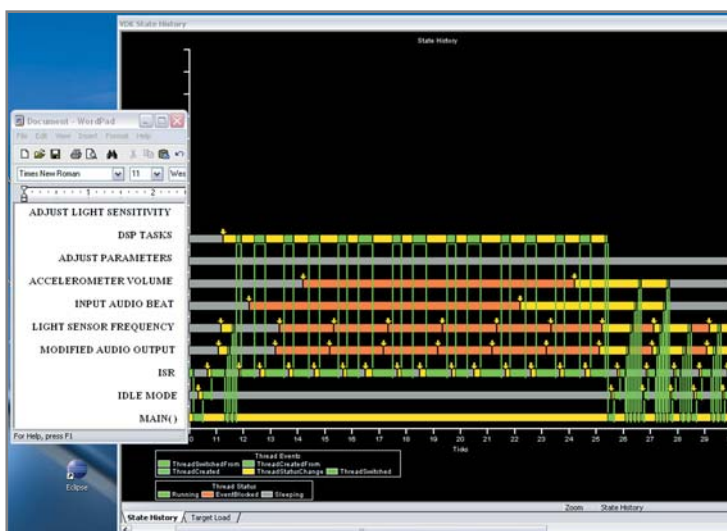 VDK State History
State History
Document - WordPad
File Edit View Insert Format Help
Times New Roman 11 Wes
1 2
ADJUST LIGHT SENSITIVITY
DSP TASKS
ADJUST PARAMETERS
ACCELEROMETER VOLUME
INPUT AUDIO BEAT
LIGHT SENSOR FREQUENCY
MODIFIED AUDIO OUTPUT
ISR
IDLE MODE
MAIN()
For Help, press F1
10 11 12 13 14 15 16 17 18 19 20 21 22 23 24 25 26 27 28 29
Ticks
Thread Events
ThreadSwitchedFrom ThreadCreatedFrom
ThreadCreated ThreadStatusChange ThreadSwitched
Thread Status
Running EventBlocked Sleeping
Eclipse
Zoom State History
State History Target Load